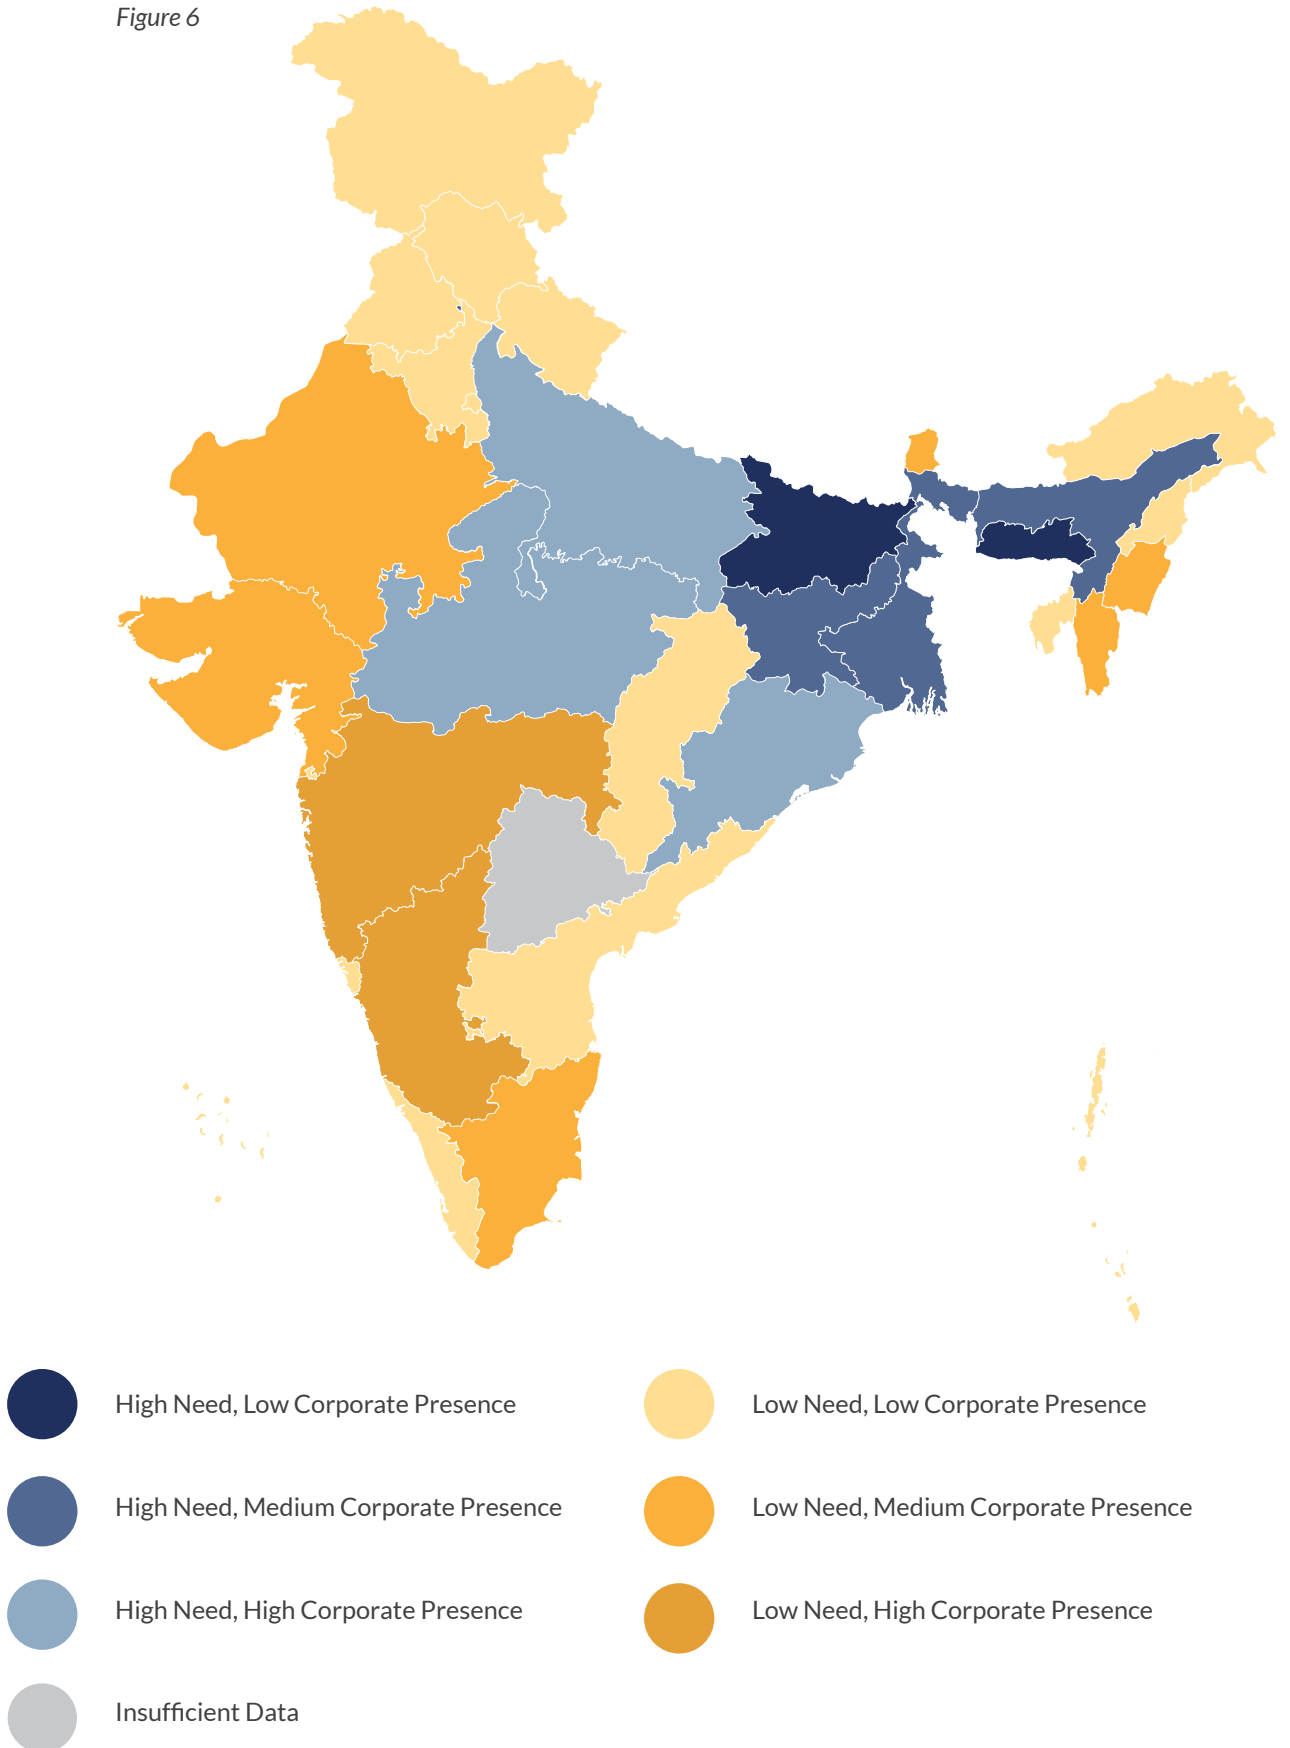 Figure 6
High Need, Low Corporate Presence
Low Need, Low Corporate Presence
High Need, Medium Corporate Presence
Low Need, Medium Corporate Presence
High Need, High Corporate Presence
Low Need, High Corporate Presence
Insufficient Data